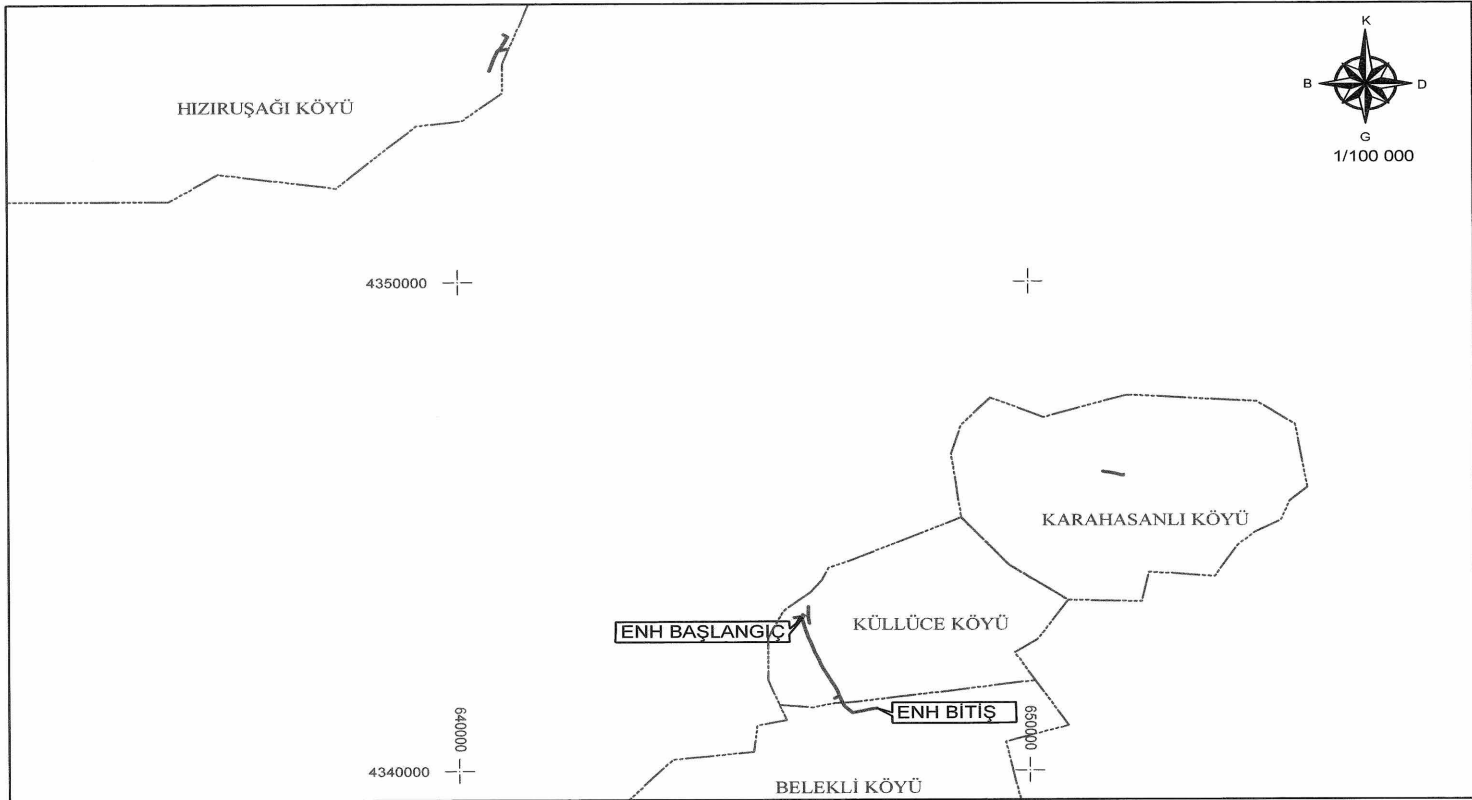 K
B
D
G
1/100 000
HIZIRUŞAĞI KÖYÜ
4350000
KARAHASANLI KÖYÜ
KÜLLÜCE KÖYÜ
ENH BAŞLANGIÇ
ENH BİTİŞ
640000
650000
4340000
BELEKLİ KÖYÜ